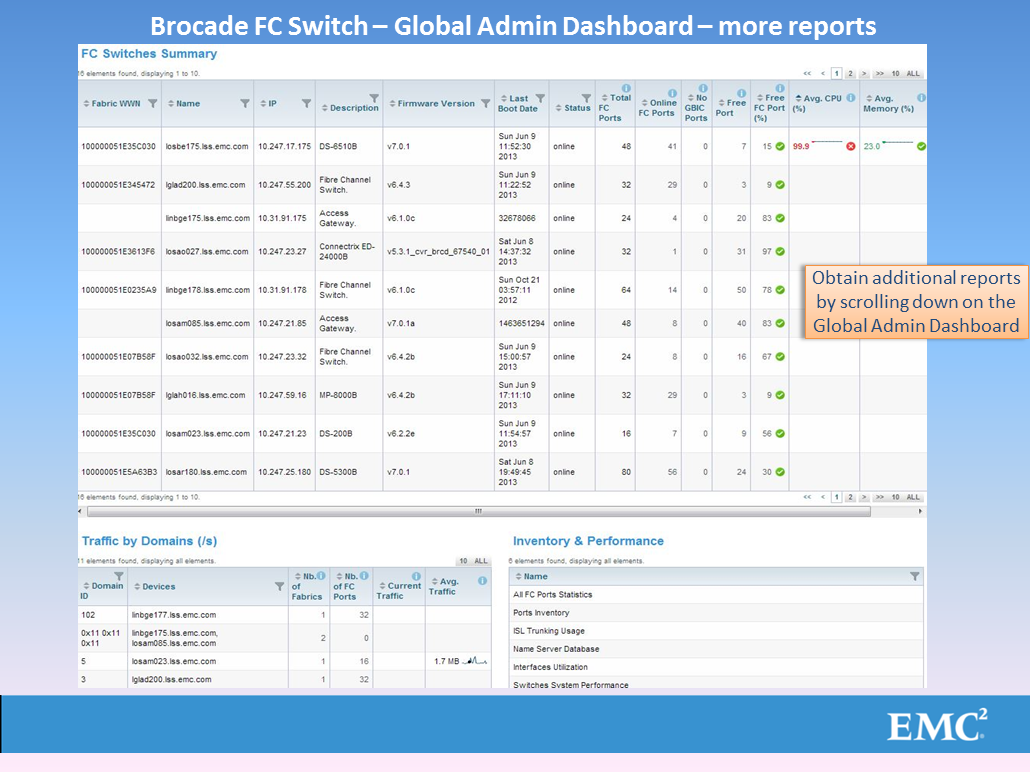 Brocade FC Switch – Global Admin Dashboard – more reports
FC Switches Summary
16 elements found, displaying 1 to 10.
<< < 1 2 > >> 10 ALL
Fabric WWN Name IP Description Firmware Version Last Boot Date Status Total FC Ports Online FC Ports No GBIC Ports Free Port Free FC Port (%) Avg. CPU (%) Avg. Memory (%)
100000051E35C030 losbe175.lss.emc.com 10.247.17.175 DS-6510B v7.0.1 Sun Jun 9 11:52:30 2013 online 48 41 0 7 15 99.9 23.0
100000051E345472 lglad200.lss.emc.com 10.247.55.200 Fibre Channel Switch. v6.4.3 Sun Jun 9 11:22:52 2013 online 32 29 0 3 9
linbge175.lss.emc.com 10.31.91.175 Access Gateway. v6.1.0c 32678066 online 24 4 0 20 83
100000051E3613F6 losao027.lss.emc.com 10.247.23.27 Connectrix ED-24000B v5.3.1_cvr_brcd_67540_01 Sat Jun 8 14:37:32 2013 online 32 1 0 31 97
100000051E0235A9 linbge178.lss.emc.com 10.31.91.178 Fibre Channel Switch. v6.1.0c Sun Oct 21 03:57:11 2012 online 64 14 0 50 78
losam085.lss.emc.com 10.247.21.85 Access Gateway. v7.0.1a 1463651294 online 48 8 0 40 83
100000051E07B58F losao032.lss.emc.com 10.247.23.32 Fibre Channel Switch. v6.4.2b Sun Jun 9 15:00:57 2013 online 24 8 0 16 67
100000051E07B58F lglah016.lss.emc.com 10.247.59.16 MP-8000B v6.4.2b Sun Jun 9 17:11:10 2013 online 32 29 0 3 9
100000051E35C030 losam023.lss.emc.com 10.247.21.23 DS-200B v6.2.2e Sun Jun 9 11:54:57 2013 online 16 7 0 9 56
100000051E5A63B3 losar180.lss.emc.com 10.247.25.180 DS-5300B v7.0.1 Sat Jun 8 19:49:45 2013 online 80 56 0 24 30
16 elements found, displaying 1 to 10.
<< < 1 2 > >> 10 ALL
Obtain additional reports
by scrolling down on the
Global Admin Dashboard
Traffic by Domains (/s)
11 elements found, displaying all elements.
10 ALL
Domain ID Devices Nb. of Fabrics Nb. of FC Ports Current Traffic Avg. Traffic
102 linbge177.lss.emc.com 1 32
0x11 0x11 0x11 linbge175.lss.emc.com, losam085.lss.emc.com 2 0
5 losam023.lss.emc.com 1 16 1.7 MB
3 lglad200.lss.emc.com 1 32
Inventory & Performance
6 elements found, displaying all elements.
Name
All FC Ports Statistics
Ports Inventory
ISL Trunking Usage
Name Server Database
Interfaces Utilization
Switches System Performance
EMC²